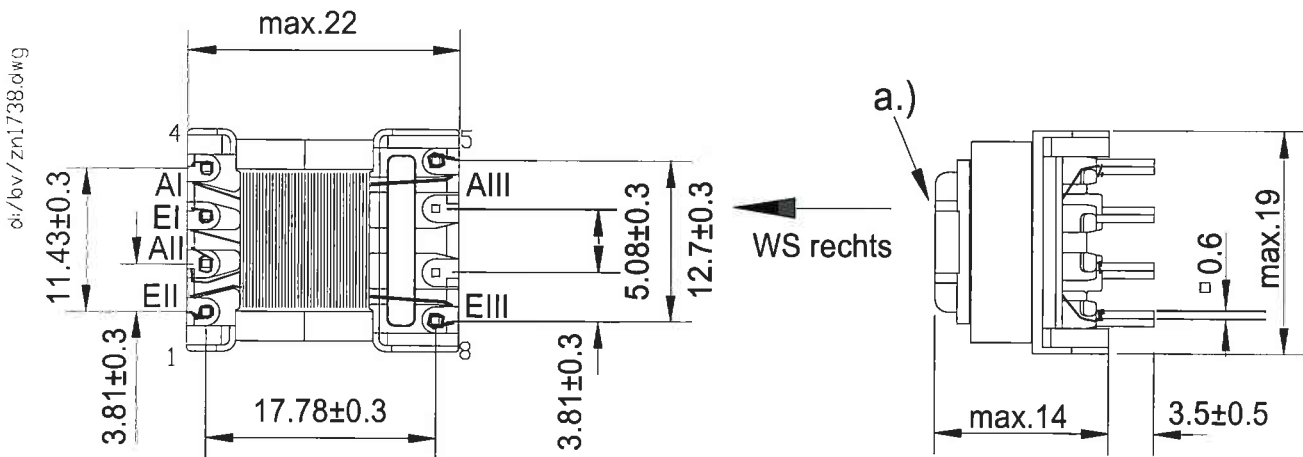 max.22
a.)
ol/bv/zn1738.dwg
4
5
AI
AIII
EI
AII
EII
EIII
1
8
11.43±0.3
3.81±0.3
17.78±0.3
3.81±0.3
5.08±0.3
12.7±0.3
WS rechts
□ 0.6
max.19
max.14
3.5±0.5